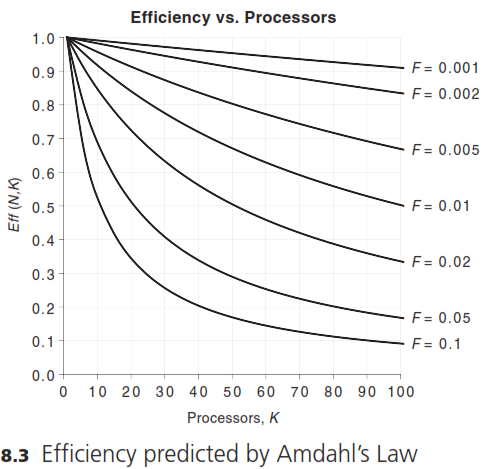 Efficiency vs. Processors
1.0
0.9
0.8
0.7
0.6
0.5
0.4
0.3
0.2
0.1
0.0
Eff (N,K)
F = 0.001
F = 0.002
F = 0.005
F = 0.01
F = 0.02
F = 0.05
F = 0.1
0 10 20 30 40 50 60 70 80 90 100
Processors, K
8.3 Efficiency predicted by Amdahl's Law